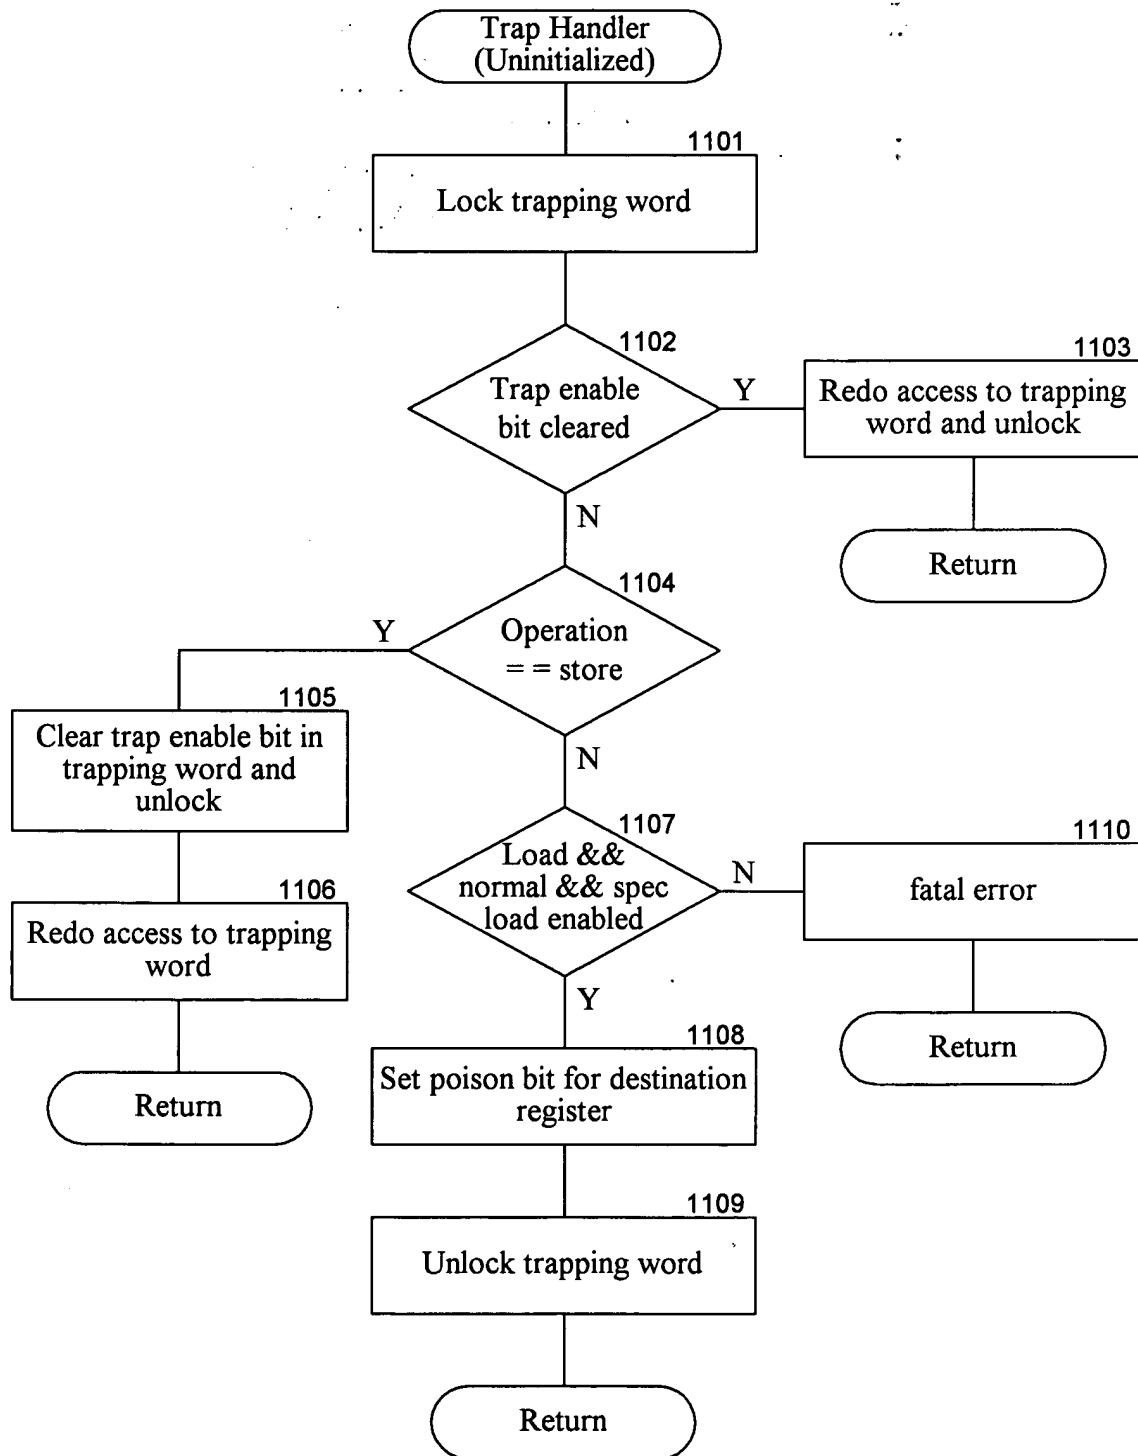 Trap Handler
(Uninitialized)
1101
Lock trapping word
1102
Trap enable
bit cleared
Y
N
1103
Redo access to trapping
word and unlock
Return
1104
Operation
= = store
Y
N
1105
Clear trap enable bit in
trapping word and
unlock
1106
Redo access to trapping
word
Return
1107
Load &&
normal && spec
load enabled
N
Y
1110
fatal error
Return
1108
Set poison bit for destination
register
1109
Unlock trapping word
Return